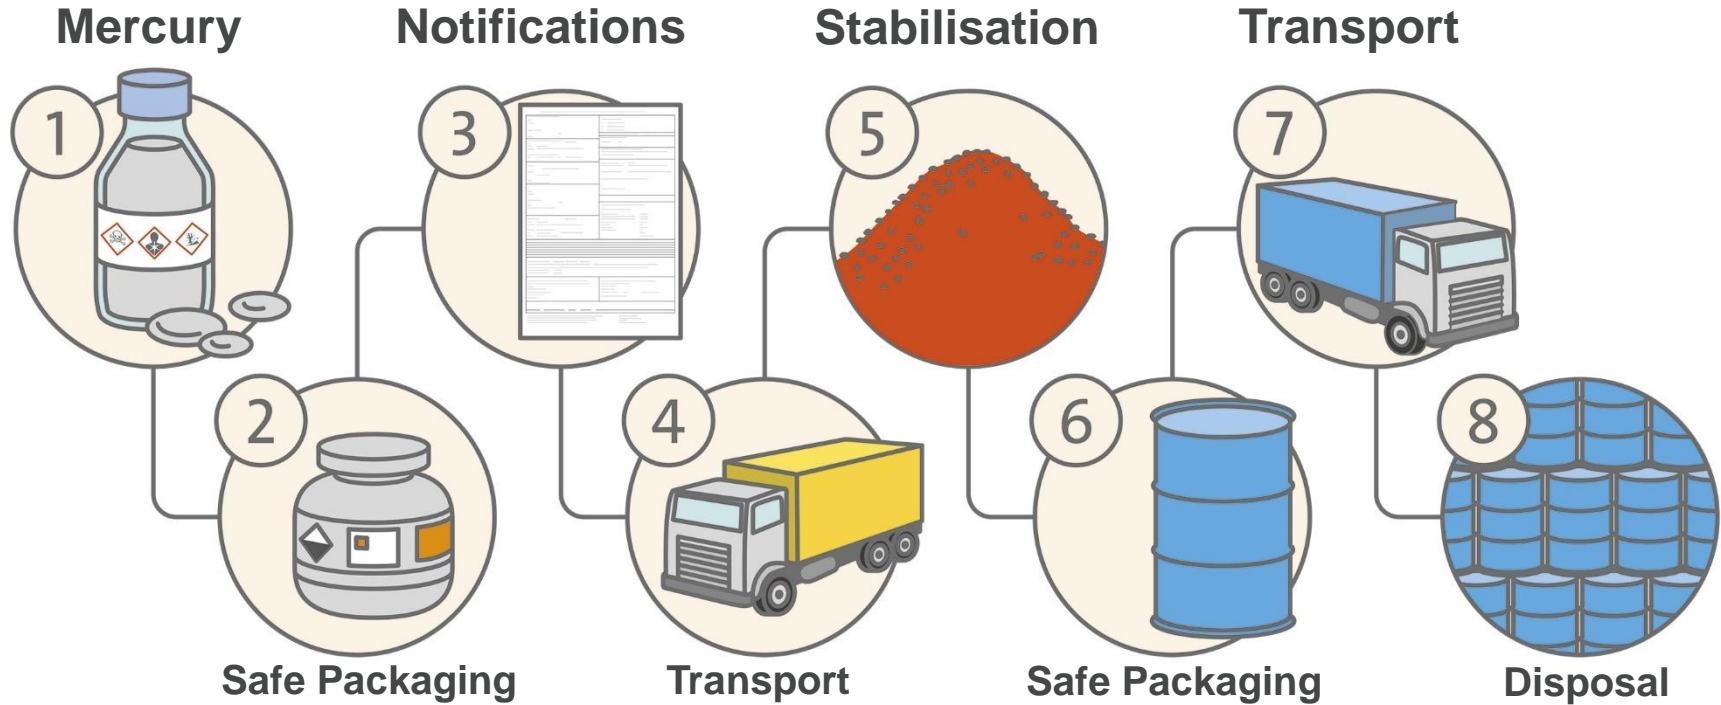 Mercury
Notifications
Stabilisation
Transport
1
3
5
7
2
4
6
8
Safe Packaging
Transport
Safe Packaging
Disposal